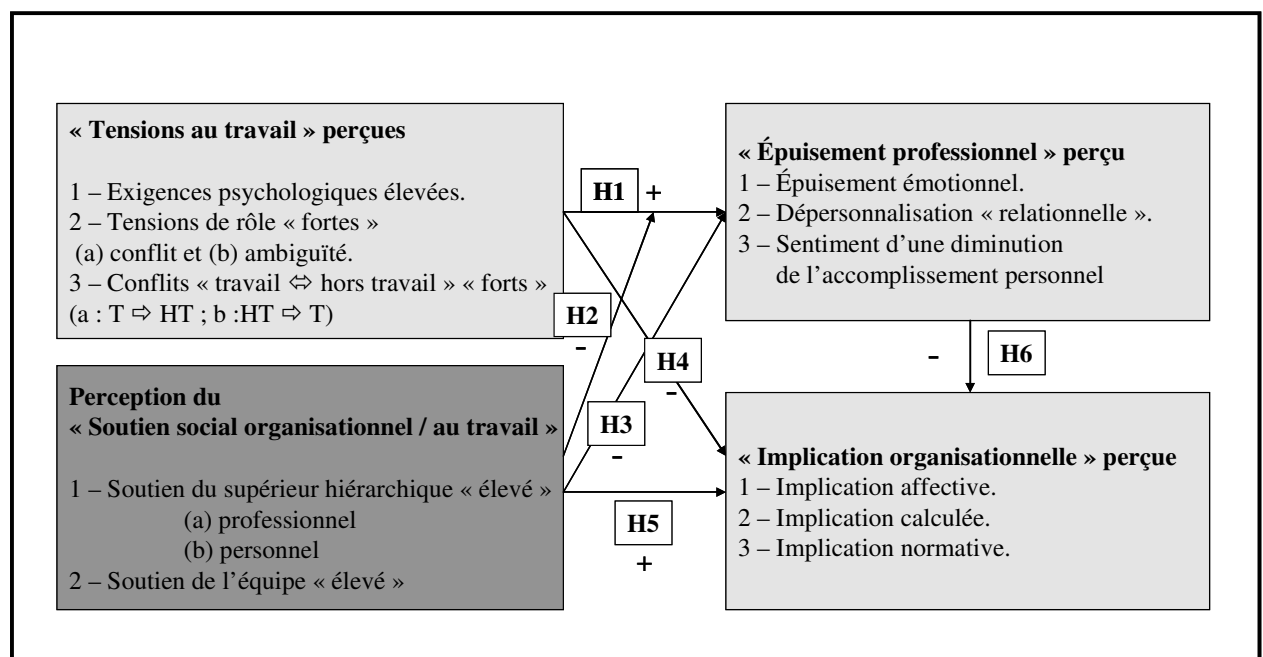 « Tensions au travail » perçues
1 – Exigences psychologiques élevées.
2 – Tensions de rôle « fortes »
(a) conflit et (b) ambiguïté.
3 – Conflits « travail ⬄ hors travail » « forts »
(a : T ⇨ HT ; b :HT ⇨ T)
Perception du
« Soutien social organisationnel / au travail »
1 – Soutien du supérieur hiérarchique « élevé »
(a) professionnel
(b) personnel
2 – Soutien de l’équipe « élevé »
H1 +
H2
-
H3
-
H4
-
H5
+
« Épuisement professionnel » perçu
1 – Épuisement émotionnel.
2 – Dépersonnalisation « relationnelle ».
3 – Sentiment d’une diminution
de l’accomplissement personnel
- H6
« Implication organisationnelle » perçue
1 – Implication affective.
2 – Implication calculée.
3 – Implication normative.